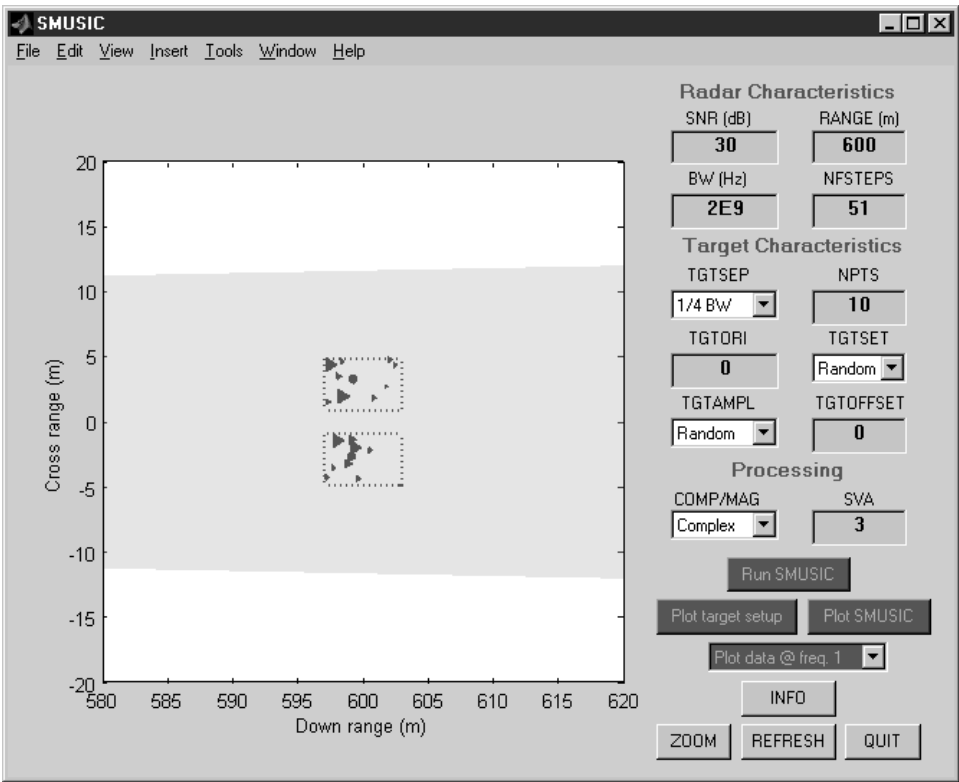 SMUSIC
File Edit View Insert Tools Window Help
Radar Characteristics
SNR (dB) RANGE (m)
30 600
BW (Hz) NFSTEPS
2E9 51
Target Characteristics
TGTSEP NPTS
1/4 BW 10
TGTORI TGTSET
0 Random
TGTAMPL TGTOFFSET
Random 0
Processing
COMP/MAG SVA
Complex 3
Run SMUSIC
Plot target setup Plot SMUSIC
Plot data @ freq. 1
INFO
ZOOM REFRESH QUIT
20
15
10
5
0
-5
-10
-15
-20
Cross range (m)
580 585 590 595 600 605 610 615 620
Down range (m)